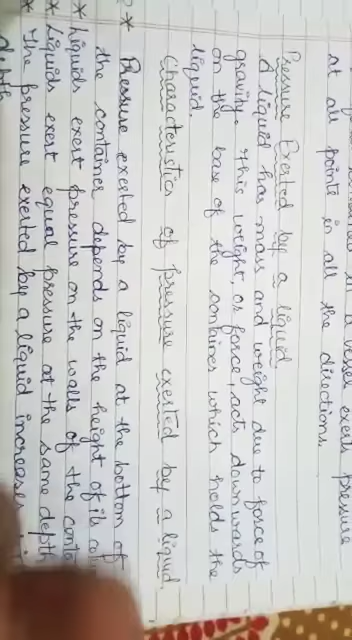 at all points in all the directions.
Pressure Exerted by a liquid
A liquid has mass and weight due to force of
gravity. This weight, or force, acts downwards
on the base of the container which holds the
liquid.
Characteristics of pressure exerted by a liquid.
* Pressure exerted by a liquid at the bottom of
the container depends on the height of its
* Liquids exert pressure on the walls of the
* Liquids exert equal pressure at the same depth
* The pressure exerted by a liquid increases